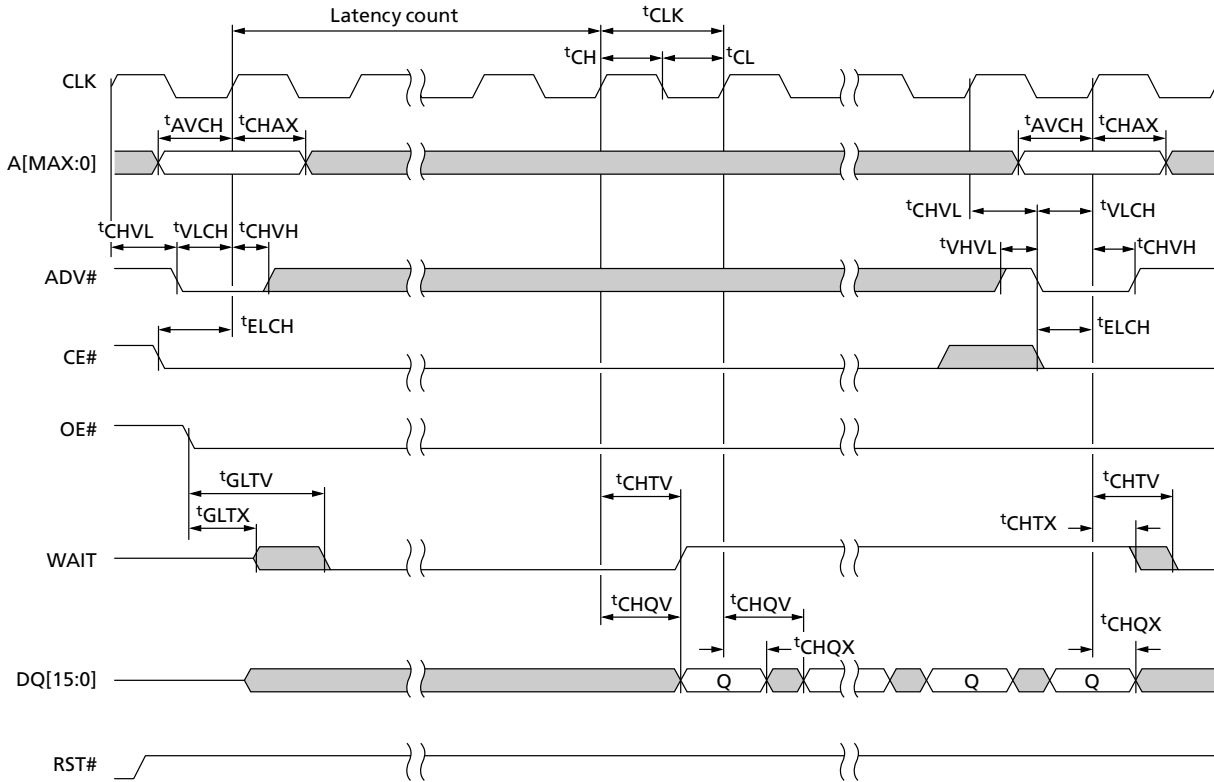 Latency count
tCLK
tCH
tCL
CLK
tAVCH
tCHAX
tAVCH
tCHAX
A[MAX:0]
tCHVL
tVLCH
tCHVH
tCHVL
tVLCH
tVHVL
tCHVH
ADV#
tELCH
tELCH
CE#
OE#
tGLTV
tCHTV
tCHTV
tGLTX
tCHTX
WAIT
tCHQV
tCHQV
tCHQX
tCHQX
DQ[15:0]
Q
Q
Q
RST#